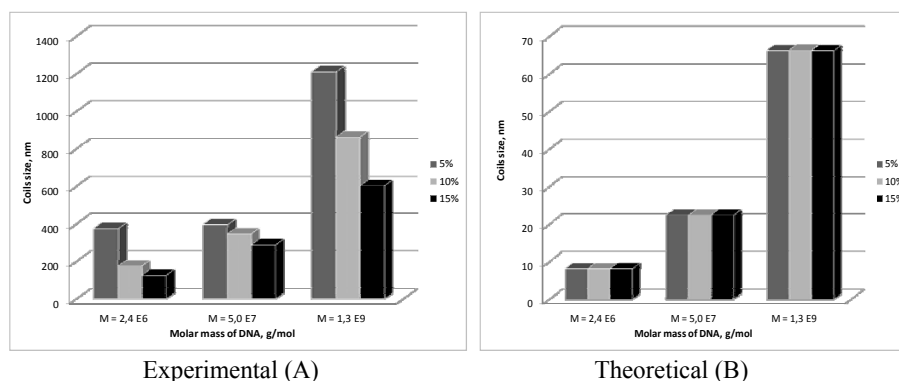 1400
1200
1000
800
600
400
200
0
Coils size, nm
M = 2,4 E6 M = 5,0 E7 M = 1,3 E9
Molar mass of DNA, g/mol
5%
10%
15%
Experimental (A)
70
60
50
40
30
20
10
0
Coils size, nm
M = 2,4 E6 M = 5,0 E7 M = 1,3 E9
Molar mass of DNA, g/mol
5%
10%
15%
Theoretical (B)